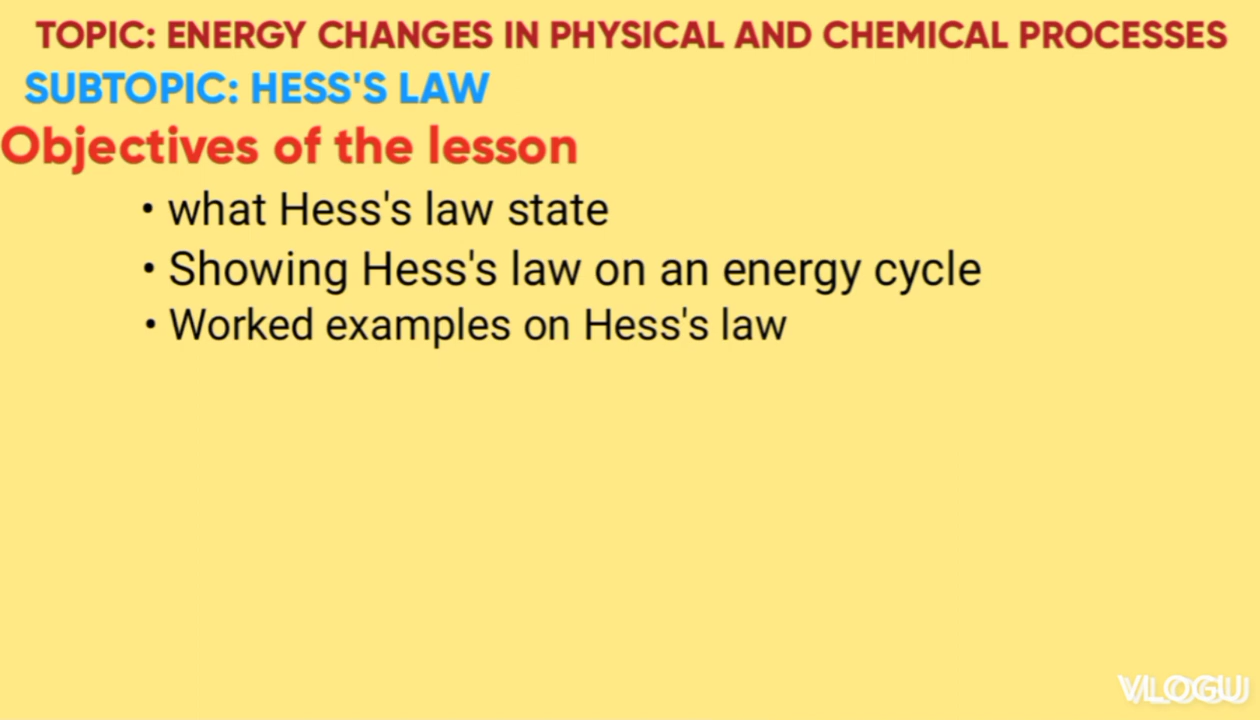 TOPIC: ENERGY CHANGES IN PHYSICAL AND CHEMICAL PROCESSES
SUBTOPIC: HESS'S LAW
Objectives of the lesson
• what Hess's law state
• Showing Hess's law on an energy cycle
• Worked examples on Hess's law
VLOGU